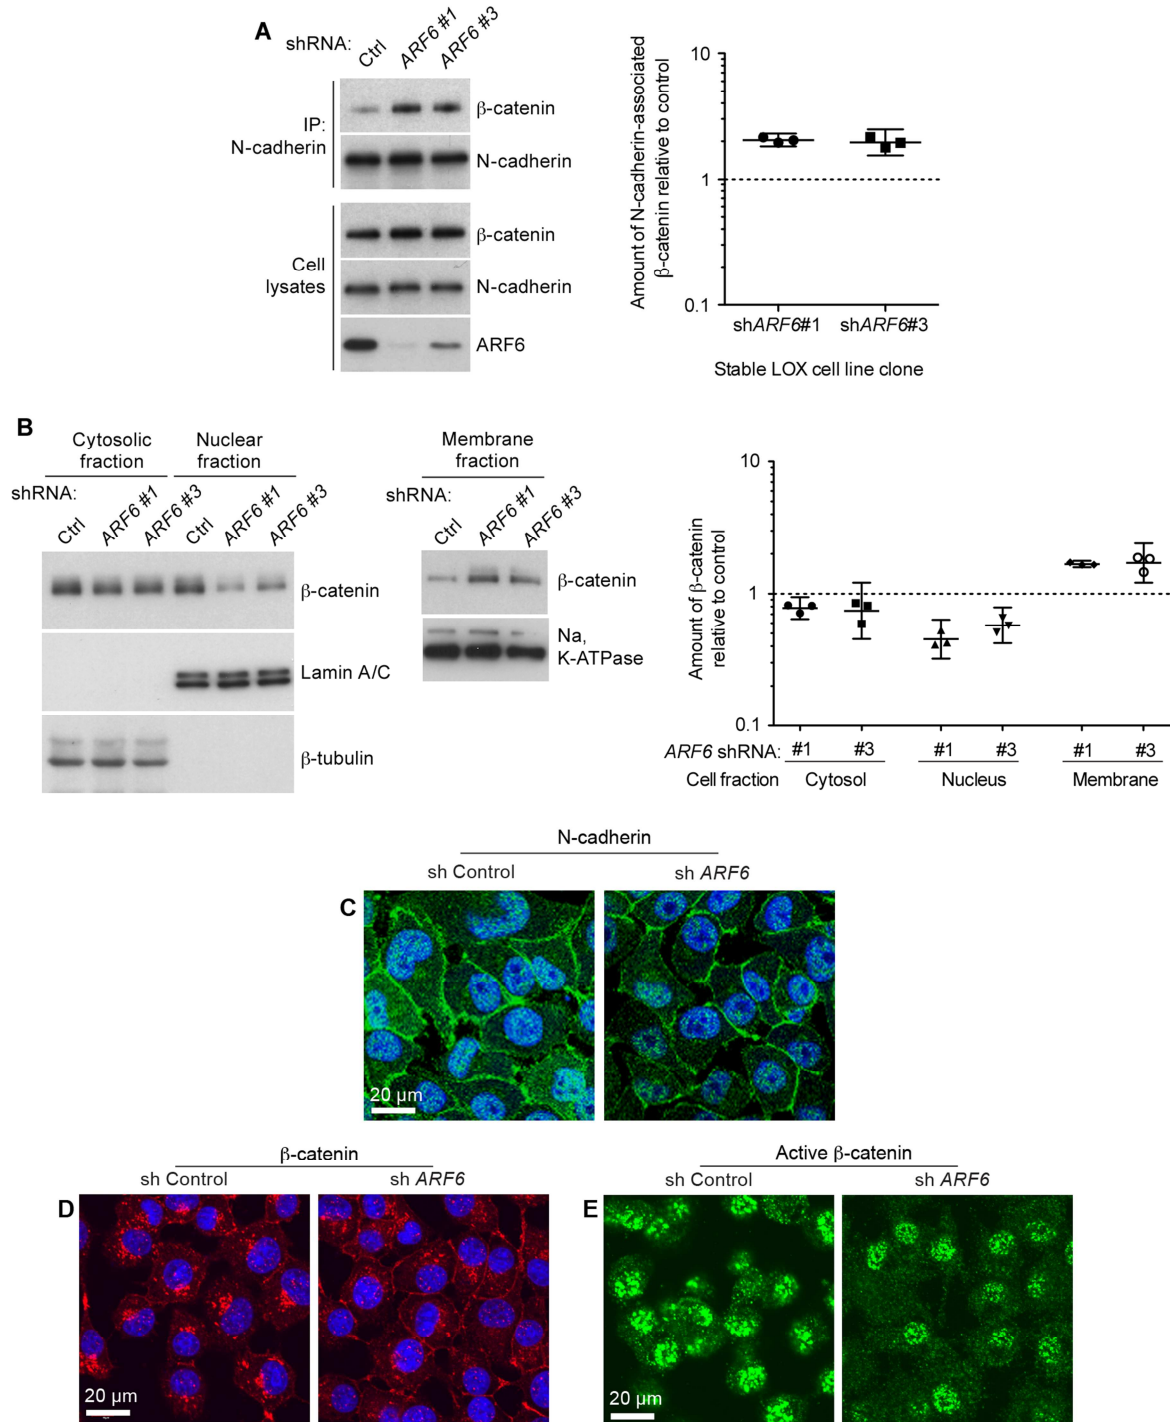 A
shRNA:
Ctrl
ARF6 #1
ARF6 #3
IP:
N-cadherin
β-catenin
N-cadherin
Cell
lysates
β-catenin
N-cadherin
ARF6
Amount of N-cadherin-associated
β-catenin relative to control
10
1
0.1
shARF6#1
shARF6#3
Stable LOX cell line clone
B
Cytosolic
fraction
Nuclear
fraction
shRNA:
Ctrl
ARF6 #1
ARF6 #3
Ctrl
ARF6 #1
ARF6 #3
β-catenin
Lamin A/C
β-tubulin
Membrane
fraction
shRNA:
Ctrl
ARF6 #1
ARF6 #3
β-catenin
Na,
K-ATPase
Amount of β-catenin
relative to control
10
1
0.1
ARF6 shRNA: #1 #3 #1 #3 #1 #3
Cell fraction Cytosol Nucleus Membrane
N-cadherin
sh Control
sh ARF6
C
20 µm
β-catenin
sh Control
sh ARF6
D
20 µm
Active β-catenin
sh Control
sh ARF6
E
20 µm